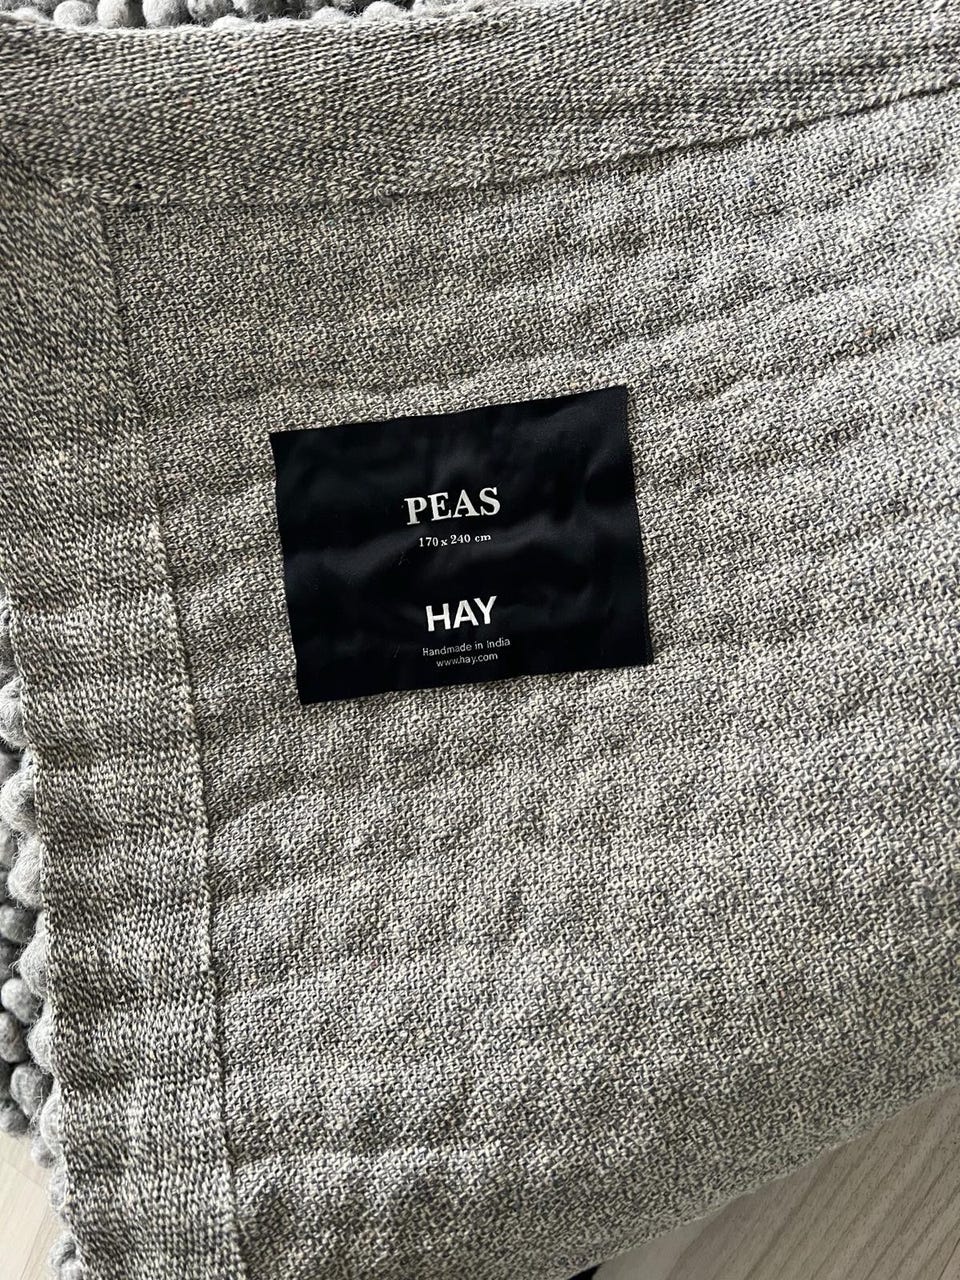 PEAS
170 x 240 cm
HAY
Handmade in India
www.hay.com